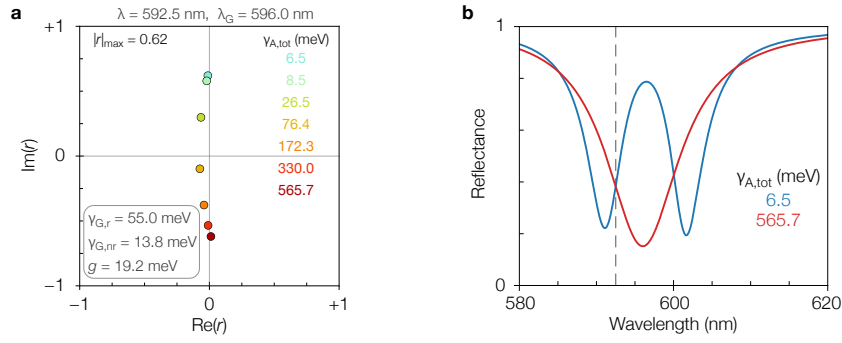 a
λ = 592.5 nm, λG = 596.0 nm
+1
|r|max = 0.62
γA,tot (meV)
6.5
8.5
26.5
76.4
172.3
330.0
565.7
Im(r)
0
γG,r = 55.0 meV
γG,nr = 13.8 meV
g = 19.2 meV
−1
−1
0
+1
Re(r)
b
1
Reflectance
γA,tot (meV)
6.5
565.7
0
580
600
620
Wavelength (nm)